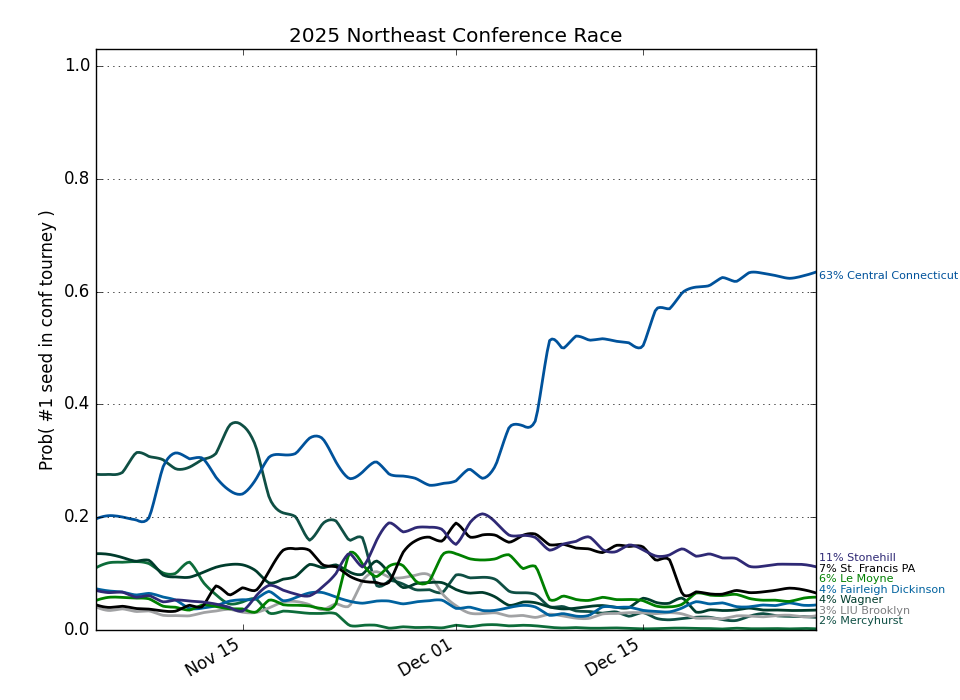 2025 Northeast Conference Race
Prob( #1 seed in conf tourney )
1.0
0.8
0.6
0.4
0.2
0.0
Nov 15
Dec 01
Dec 15
63% Central Connecticut
11% Stonehill
7% St. Francis PA
6% Le Moyne
4% Fairleigh Dickinson
4% Wagner
3% LIU Brooklyn
2% Mercyhurst